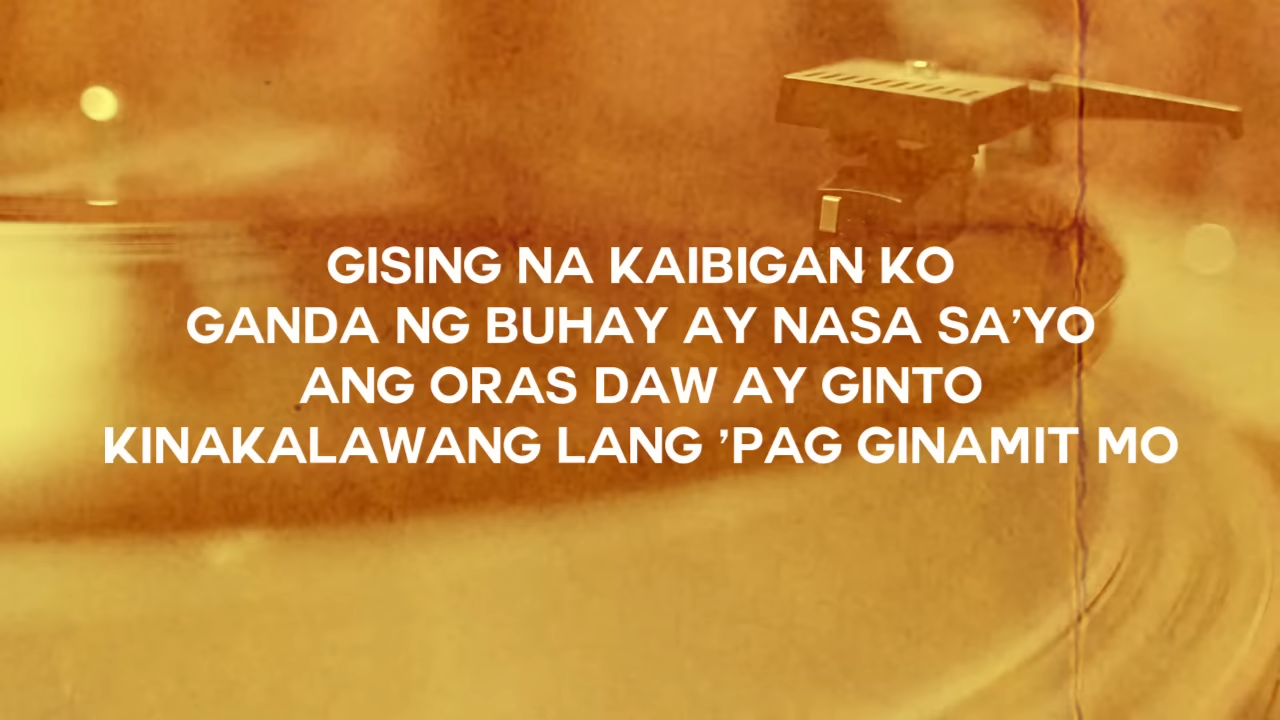 GISING NA KAIBIGAN KO
GANDA NG BUHAY AY NASA SA'YO
ANG ORAS DAW AY GINTO
KINAKALAWANG LANG 'PAG GINAMIT MO